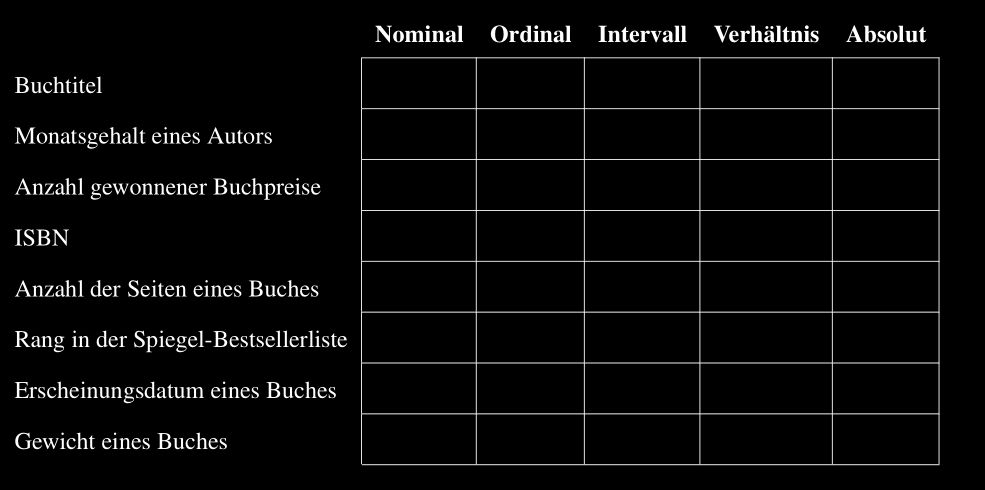 Nominal Ordinal Intervall Verhältnis Absolut
Buchtitel
Monatsgehalt eines Autors
Anzahl gewonnener Buchpreise
ISBN
Anzahl der Seiten eines Buches
Rang in der Spiegel-Bestsellerliste
Erscheinungsdatum eines Buches
Gewicht eines Buches